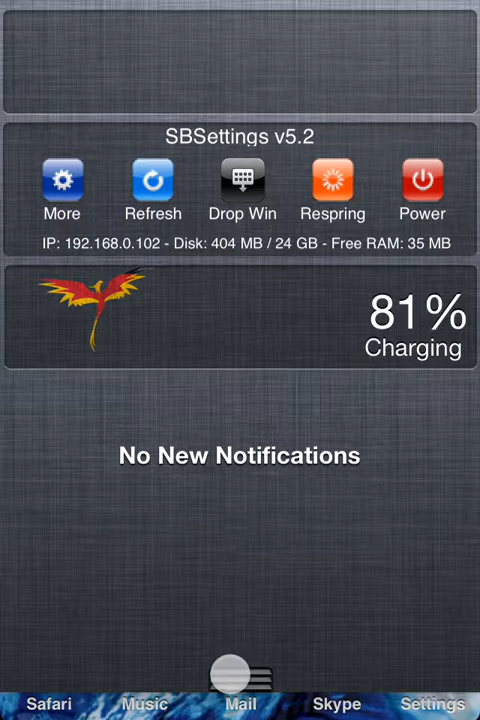 SBSettings v5.2
More Refresh Drop Win Respring Power
IP: 192.168.0.102 - Disk: 404 MB / 24 GB - Free RAM: 35 MB
81%
Charging
No New Notifications
Safari Music Mail Skype Settings